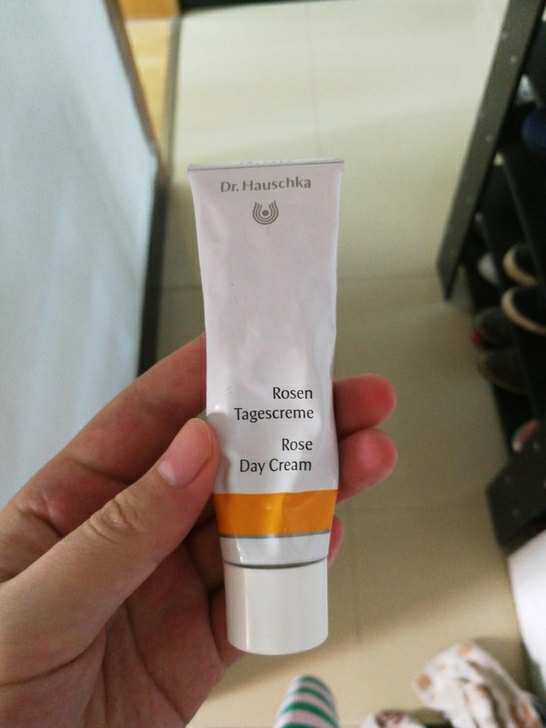 Dr. Hauschka
Rosen
Tagescreme
Rose
Day Cream